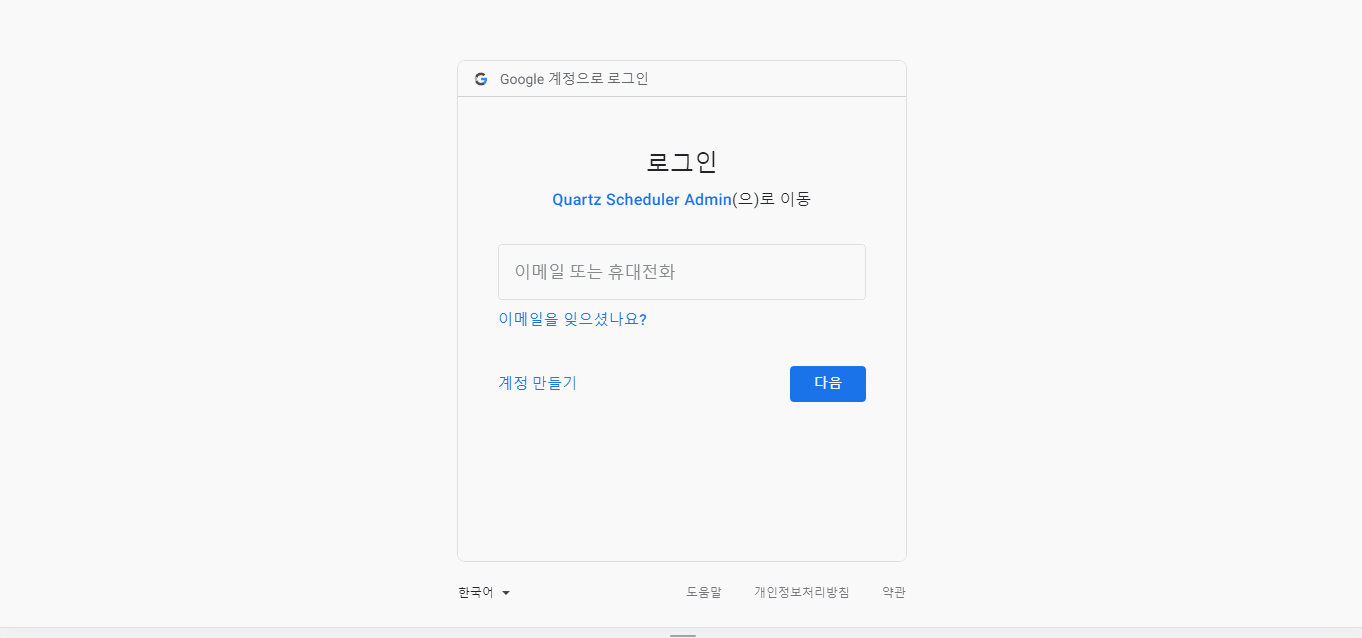 Google 계정으로 로그인
로그인
Quartz Scheduler Admin(으)로 이동
이메일 또는 휴대전화
이메일을 잊으셨나요?
계정 만들기
다음
한국어
도움말 개인정보처리방침 약관